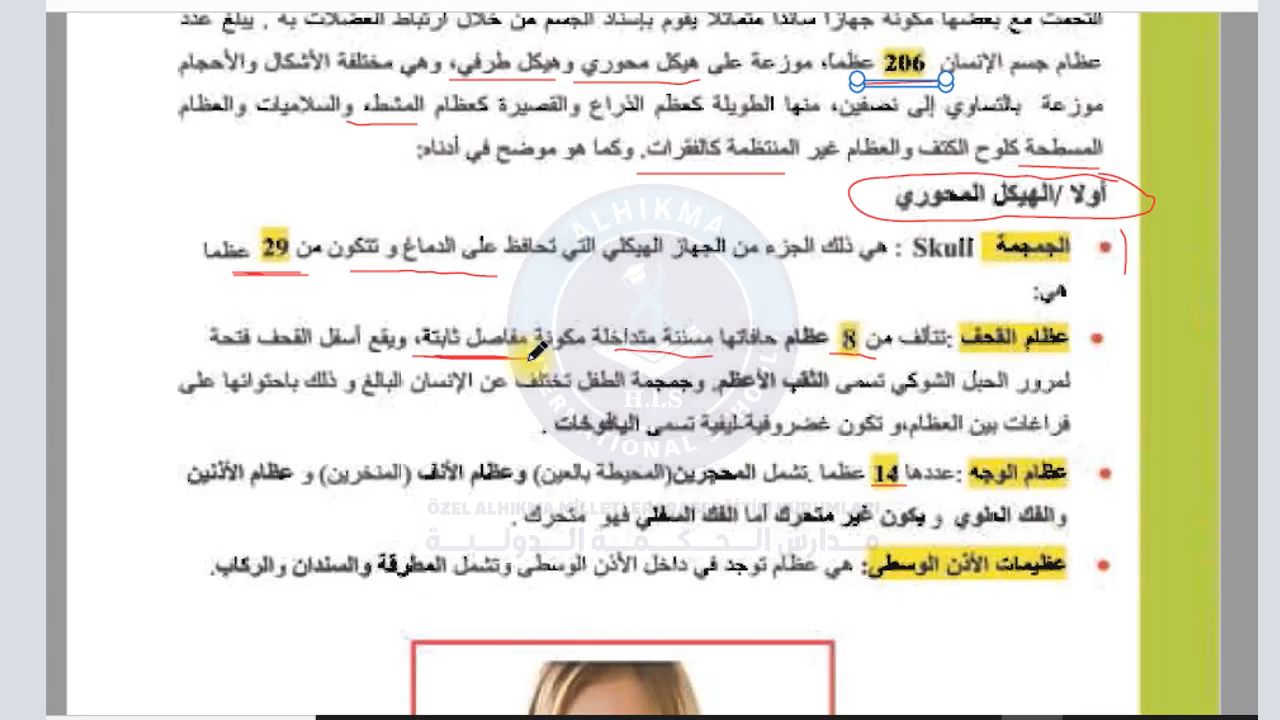 التحمت مع بعضها مكونة جهازا ساندا متماثلا يقوم بإسناد الجسم من خلال ارتباط العضلات به . يبلغ عدد
عظام جسم الإنسان 206 عظما، موزعة على هيكل محوري وهيكل طرفي، وهي مختلفة الأشكال والأحجام
موزعة بالتساوي إلى نصفين، منها الطويلة كعظم الذراع والقصيرة كعظام المشط، والسلاميات والعظام
المسطحة كلوح الكتف والعظام غير المنتظمة كالفقرات. وكما هو موضح في أدناه:
أولا /الهيكل المحوري
الجمجمة Skull : هي ذلك الجزء من الجهاز الهيكلي التي تحافظ على الدماغ و تتكون من 29 عظما
هي:
عظام القحف :تتألف من 8 عظام حافاتها مسننة متداخلة مكونة مفاصل ثابتة، ويقع أسفل القحف فتحة
لمرور الحبل الشوكي تسمى الثقب الأعظم. وجمجمة الطفل تختلف عن الإنسان البالغ و ذلك باحتوائها على
فراغات بين العظام،و تكون غضروفية-ليفية تسمى اليافوخات .
عظام الوجه :عددها 14 عظما .تشمل المحجرين(المحيطة بالعين) وعظام الأنف (المنخرين) و عظام الأذنين
والفك العلوي و يكون غير متحرك أما الفك السفلي فهو متحرك .
عظيمات الأذن الوسطى: هي عظام توجد في داخل الأذن الوسطى وتشمل المطرقة والسندان والركاب.
ALHIKMA
H.I.S
INTERNATIONAL SCHOOL
مدارس الحكمة الدولية